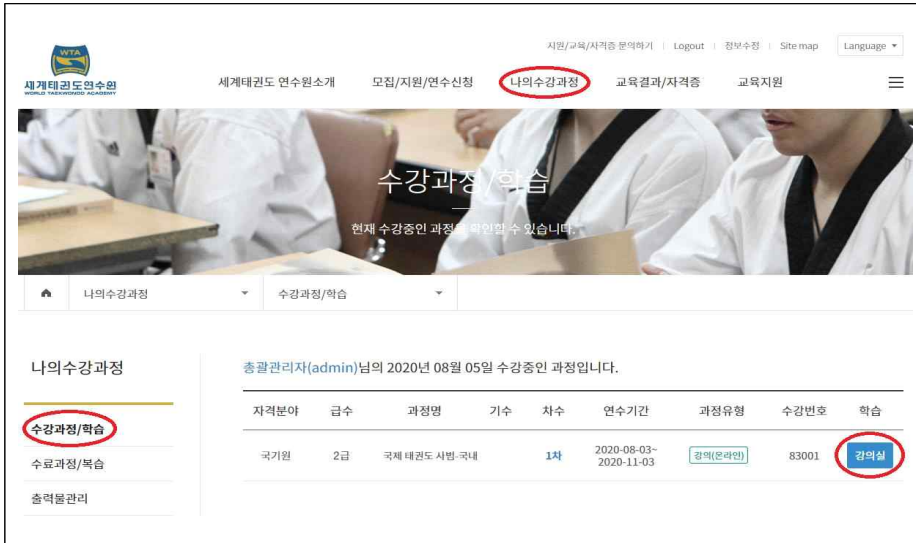 지원/교육/자격증 문의하기 | Logout | 정보수정 | Site map Language
WTA
세계태권도연수원
WORLD TAEKWONDO ACADEMY
세계태권도 연수원소개 모집/지원/연수신청 나의수강과정 교육결과/자격증 교육지원
수강과정/학습
현재 수강중인 과정을 확인할 수 있습니다.
나의수강과정 수강과정/학습
나의수강과정
총괄관리자(admin)님의 2020년 08월 05일 수강중인 과정입니다.
자격분야 급수 과정명 기수 차수 연수기간 과정유형 수강번호 학습
국기원 2급 국제 태권도 사범-국내 1차 2020-08-03~ 강의(온라인) 83001 강의실
2020-11-03
수강과정/학습
수료과정/복습
출력물관리